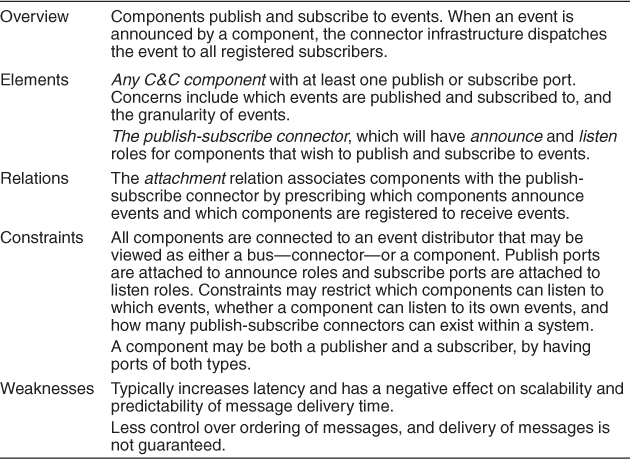 Overview Components publish and subscribe to events. When an event is
announced by a component, the connector infrastructure dispatches
the event to all registered subscribers.
Elements Any C&C component with at least one publish or subscribe port.
Concerns include which events are published and subscribed to, and
the granularity of events.
The publish-subscribe connector, which will have announce and listen
roles for components that wish to publish and subscribe to events.
Relations The attachment relation associates components with the publish-
subscribe connector by prescribing which components announce
events and which components are registered to receive events.
Constraints All components are connected to an event distributor that may be
viewed as either a bus—connector—or a component. Publish ports
are attached to announce roles and subscribe ports are attached to
listen roles. Constraints may restrict which components can listen to
which events, whether a component can listen to its own events, and
how many publish-subscribe connectors can exist within a system.
A component may be both a publisher and a subscriber, by having
ports of both types.
Weaknesses Typically increases latency and has a negative effect on scalability and
predictability of message delivery time.
Less control over ordering of messages, and delivery of messages is
not guaranteed.